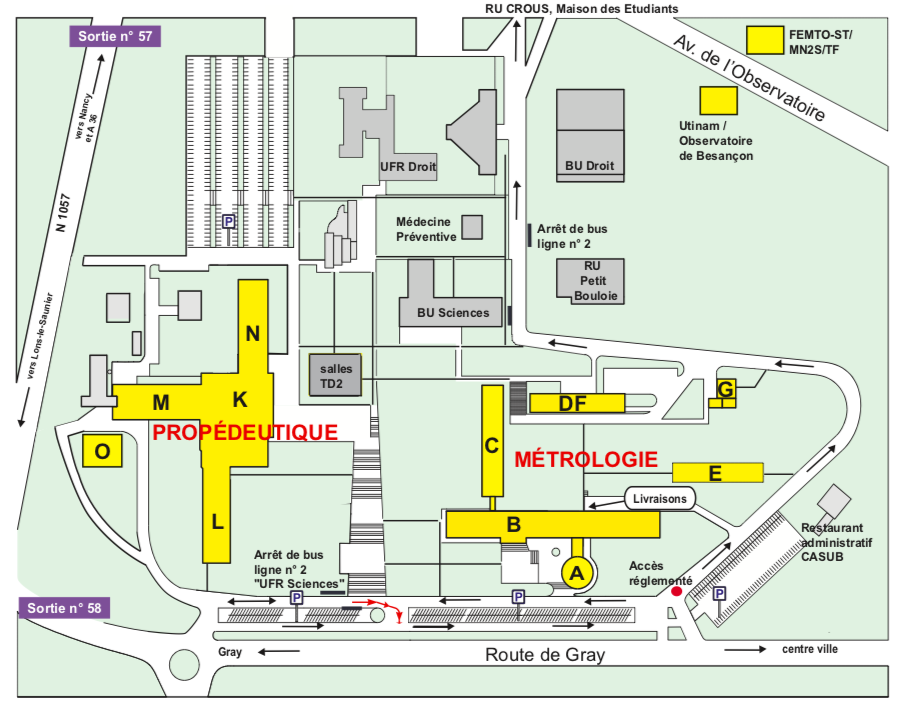 RU CROUS, Maison des Etudiants
Sortie n° 57
FEMTO-ST/
MN2S/TF
Av. de l'Observatoire
vers Nancy
et A 36
Utinam /
Observatoire
de Besançon
UFR Droit
BU Droit
N 1057
P
Médecine
Préventive
Arrêt de bus
ligne n° 2
RU
Petit
Bouloie
BU Sciences
vers Lons-le-Saunier
N
salles
TD2
M
K
G
DF
PROPÉDEUTIQUE
C
MÉTROLOGIE
O
E
Livraisons
L
B
Restaurant
administratif
CASUB
Arrêt de bus
ligne n° 2
"UFR Sciences"
A
Accès
réglementé
P
P
P
Sortie n° 58
Gray
Route de Gray
centre ville